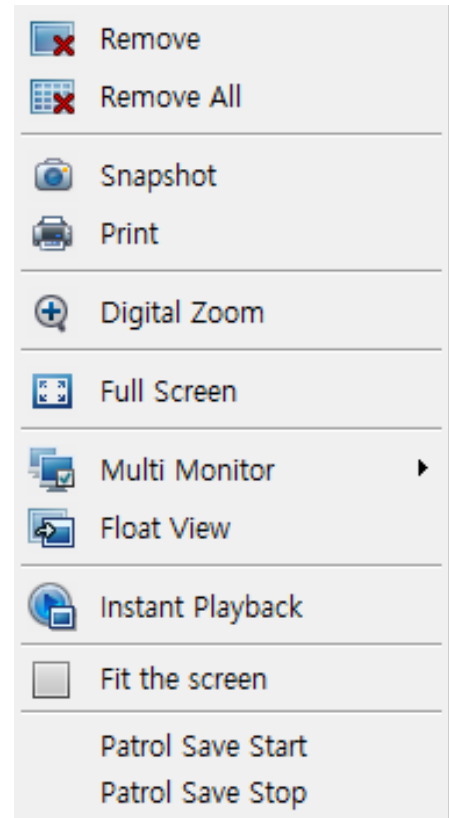 Remove
Remove All
Snapshot
Print
Digital Zoom
Full Screen
Multi Monitor
Float View
Instant Playback
Fit the screen
Patrol Save Start
Patrol Save Stop